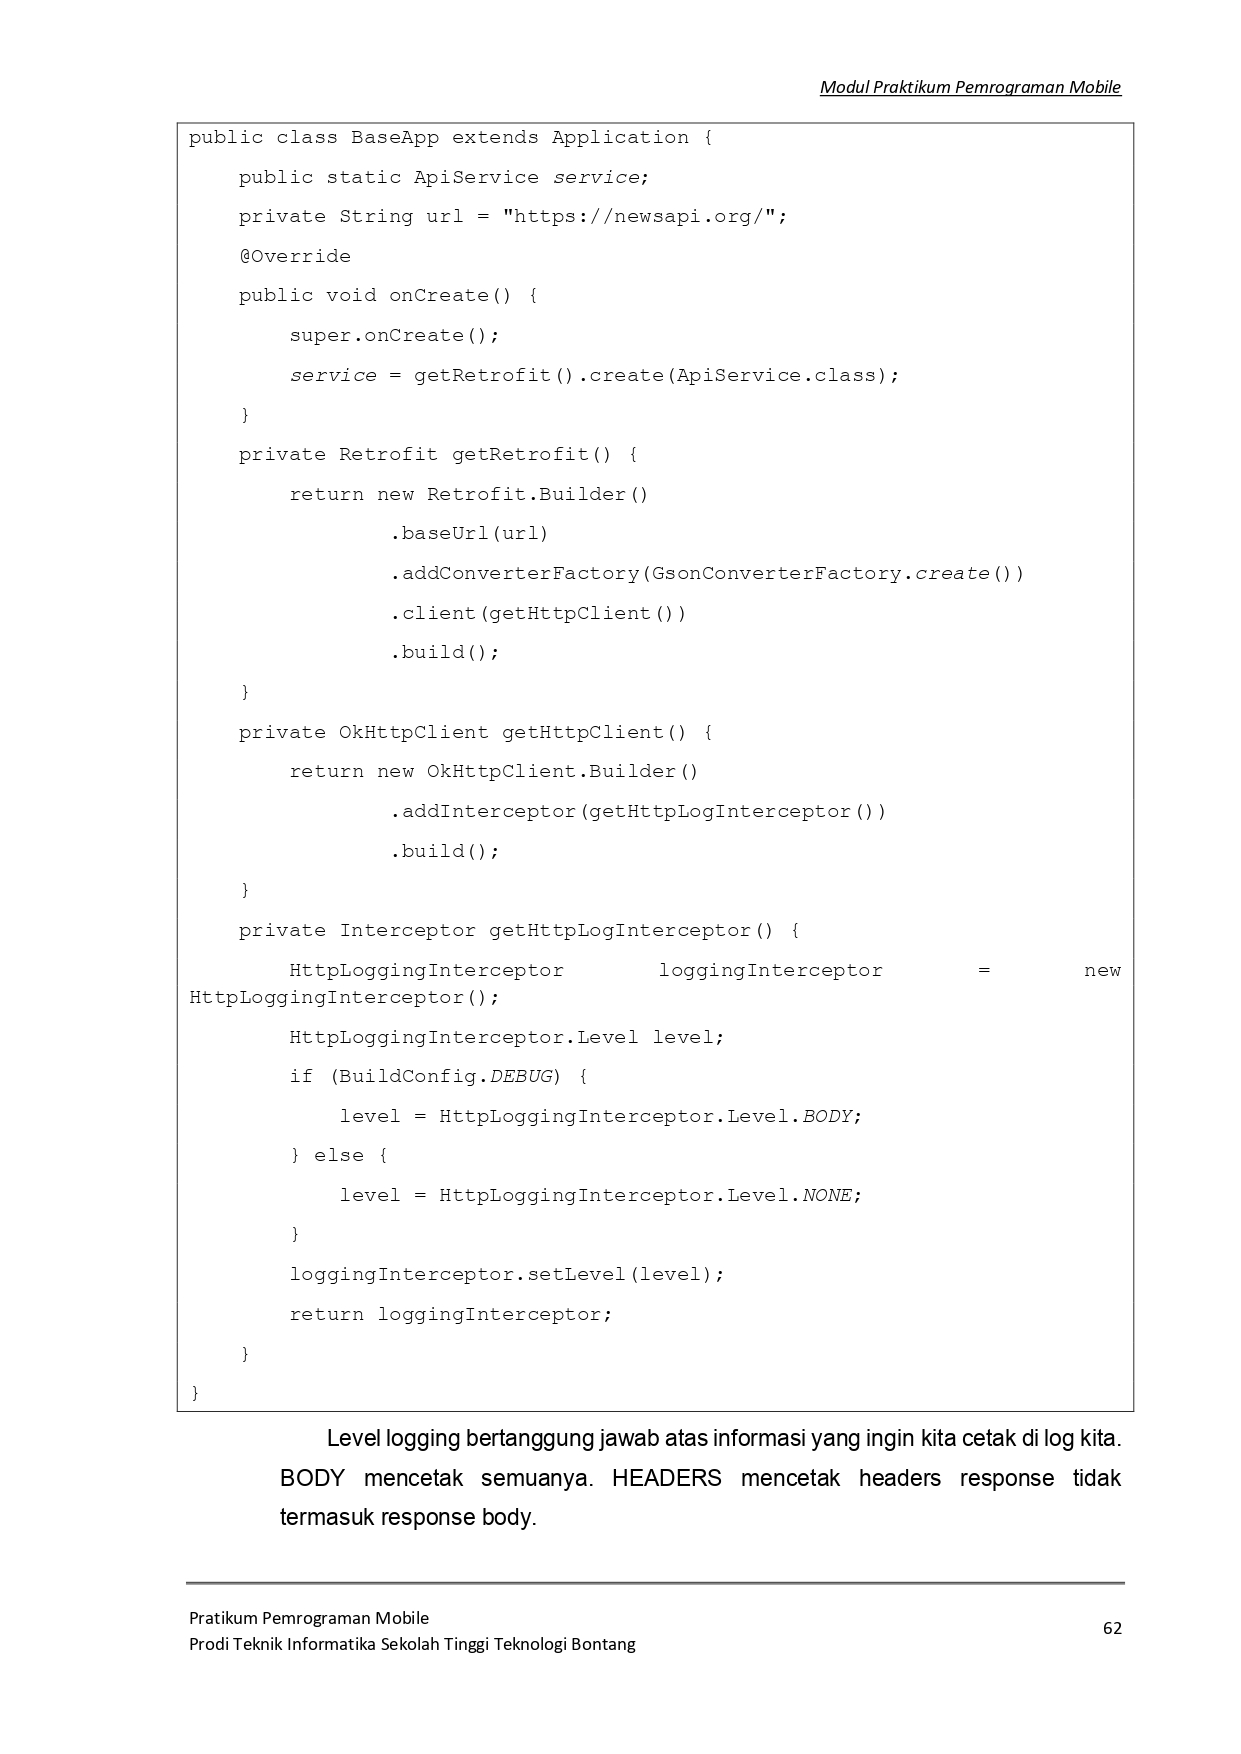 Modul Praktikum Pemrograman Mobile
public class BaseApp extends Application {
    public static ApiService service;
    private String url = "https://newsapi.org/";
    @Override
    public void onCreate() {
        super.onCreate();
        service = getRetrofit().create(ApiService.class);
    }
    private Retrofit getRetrofit() {
        return new Retrofit.Builder()
                .baseUrl(url)
                .addConverterFactory(GsonConverterFactory.create())
                .client(getHttpClient())
                .build();
    }
    private OkHttpClient getHttpClient() {
        return new OkHttpClient.Builder()
                .addInterceptor(getHttpLogInterceptor())
                .build();
    }
    private Interceptor getHttpLogInterceptor() {
        HttpLoggingInterceptor loggingInterceptor = new
HttpLoggingInterceptor();
        HttpLoggingInterceptor.Level level;
        if (BuildConfig.DEBUG) {
            level = HttpLoggingInterceptor.Level.BODY;
        } else {
            level = HttpLoggingInterceptor.Level.NONE;
        }
        loggingInterceptor.setLevel(level);
        return loggingInterceptor;
    }
}
Level logging bertanggung jawab atas informasi yang ingin kita cetak di log kita.
BODY mencetak semuanya. HEADERS mencetak headers response tidak
termasuk response body.
Pratikum Pemrograman Mobile
Prodi Teknik Informatika Sekolah Tinggi Teknologi Bontang
62